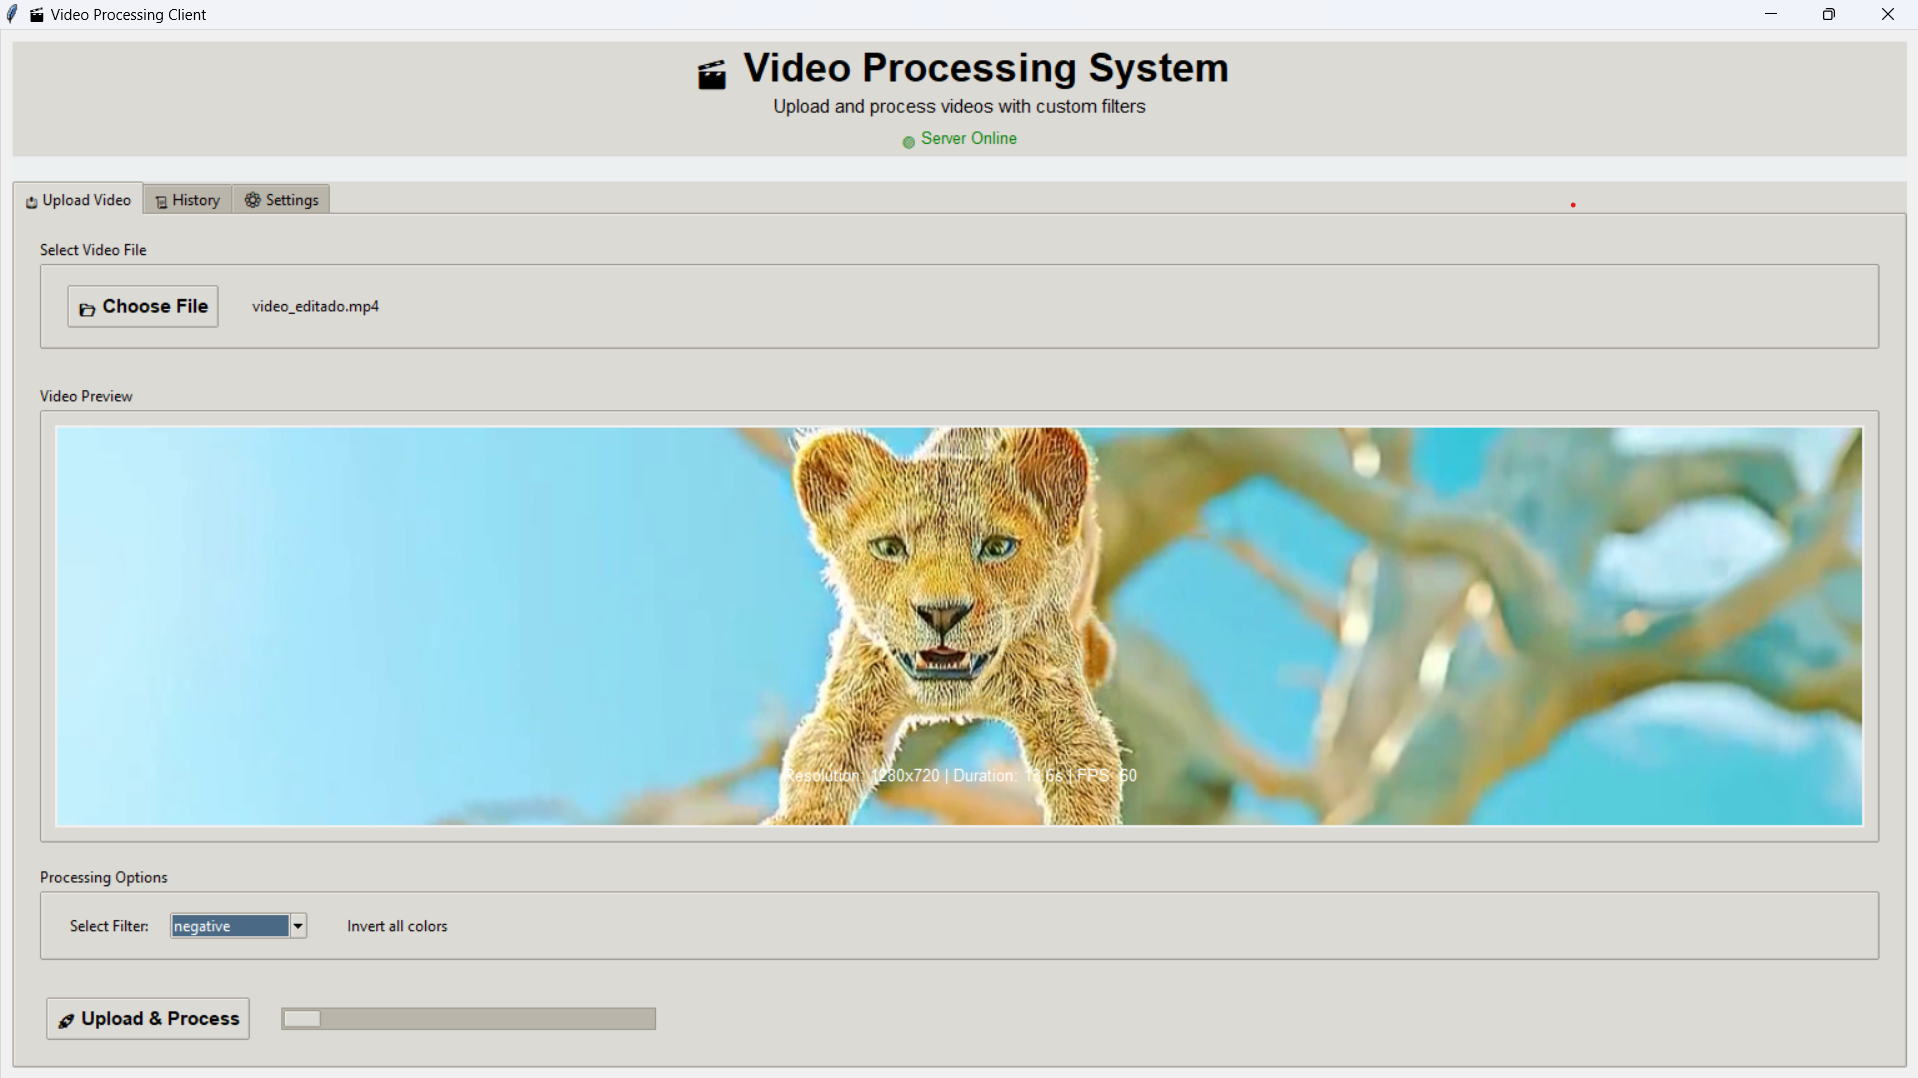 Video Processing Client
Video Processing System
Upload and process videos with custom filters
Server Online
Upload Video
History
Settings
Select Video File
Choose File
video_editado.mp4
Video Preview
Resolution: 1280x720 | Duration: 13.6s | FPS: 60
Processing Options
Select Filter:
negative
Invert all colors
Upload & Process